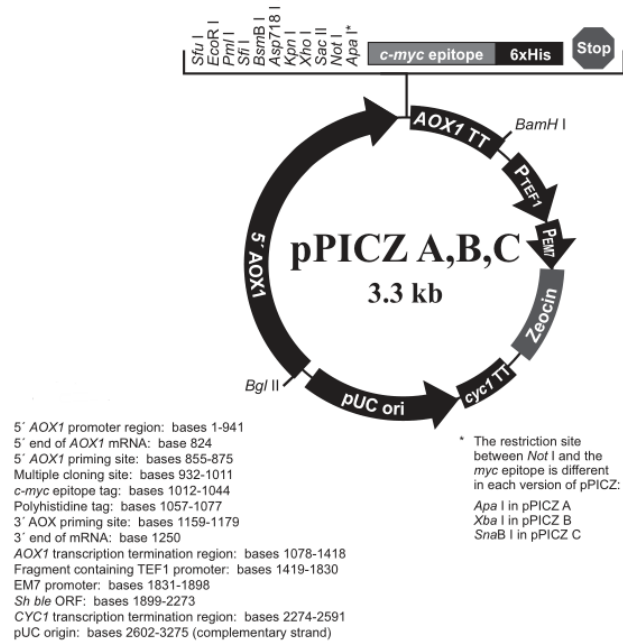 Sfu I
EcoR I
Pml I
Sfi I
BsmB I
Asp718 I
Kpn I
Xho I
Sac II
Not I
Apa I*
c-myc epitope
6xHis
Stop
AOX1 TT
BamH I
PTEF1
PEM7
Zeocin
cyc1 TT
pUC ori
Bgl II
5´ AOX1
pPICZ A,B,C
3.3 kb
5´ AOX1 promoter region: bases 1-941
5´ end of AOX1 mRNA: base 824
5´ AOX1 priming site: bases 855-875
Multiple cloning site: bases 932-1011
c-myc epitope tag: bases 1012-1044
Polyhistidine tag: bases 1057-1077
3´ AOX priming site: bases 1159-1179
3´ end of mRNA: base 1250
AOX1 transcription termination region: bases 1078-1418
Fragment containing TEF1 promoter: bases 1419-1830
EM7 promoter: bases 1831-1898
Sh ble ORF: bases 1899-2273
CYC1 transcription termination region: bases 2274-2591
pUC origin: bases 2602-3275 (complementary strand)
* The restriction site
between Not I and the
myc epitope is different
in each version of pPICZ:
Apa I in pPICZ A
Xba I in pPICZ B
SnaB I in pPICZ C